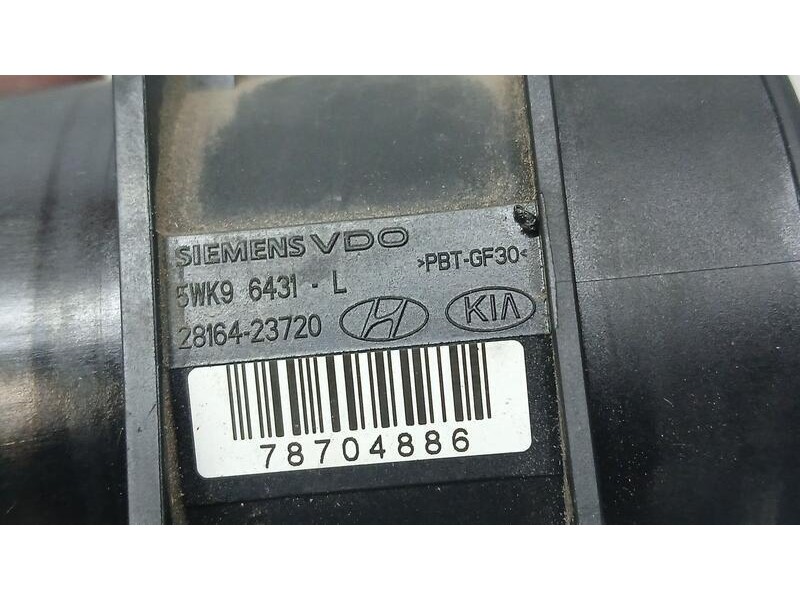 SIEMENS VDO
>PBT-GF30<
5WK9 6431 - L
28164-23720
KIA
78704886